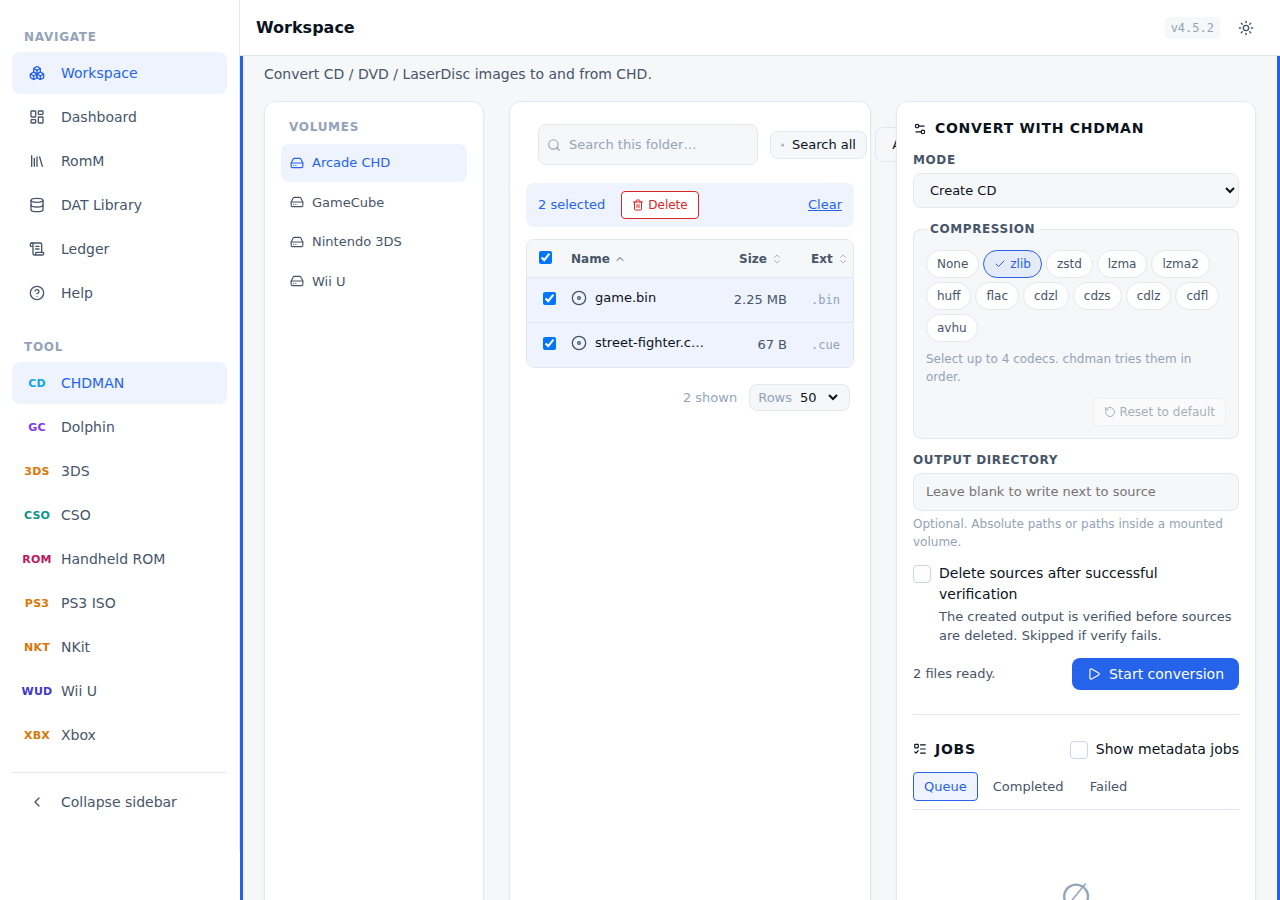 NAVIGATE
Workspace
Dashboard
RomM
DAT Library
Ledger
Help
TOOL
CD CHDMAN
GC Dolphin
3DS 3DS
CSO CSO
ROM Handheld ROM
PS3 PS3 ISO
NKT NKit
WUD Wii U
XBX Xbox
Collapse sidebar
Workspace
v4.5.2
Convert CD / DVD / LaserDisc images to and from CHD.
VOLUMES
Arcade CHD
GameCube
Nintendo 3DS
Wii U
Search this folder…
Search all
2 selected
Delete
Clear
Name Size Ext
game.bin 2.25 MB .bin
street-fighter.c… 67 B .cue
2 shown Rows 50
CONVERT WITH CHDMAN
MODE
Create CD
COMPRESSION
None zlib zstd lzma lzma2
huff flac cdzl cdzs cdlz cdfl
avhu
Select up to 4 codecs. chdman tries them in
order.
Reset to default
OUTPUT DIRECTORY
Leave blank to write next to source
Optional. Absolute paths or paths inside a mounted
volume.
Delete sources after successful
verification
The created output is verified before sources
are deleted. Skipped if verify fails.
2 files ready.
Start conversion
JOBS
Show metadata jobs
Queue Completed Failed